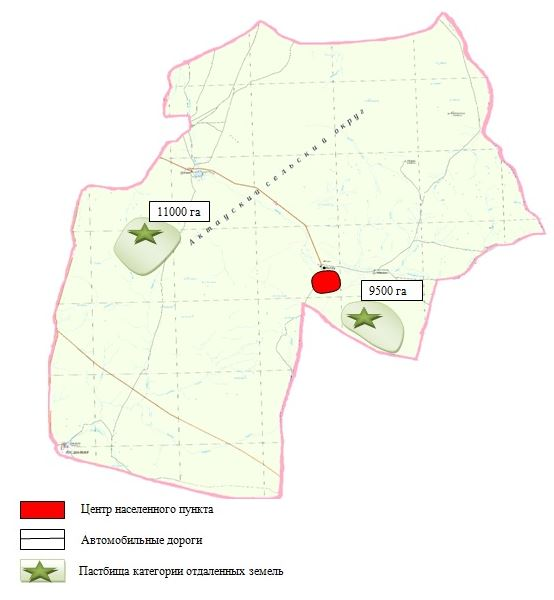 Актауский сельский округ
11000 га
9500 га
Центр населенного пункта
Автомобильные дороги
Пастбища категории отдаленных земель